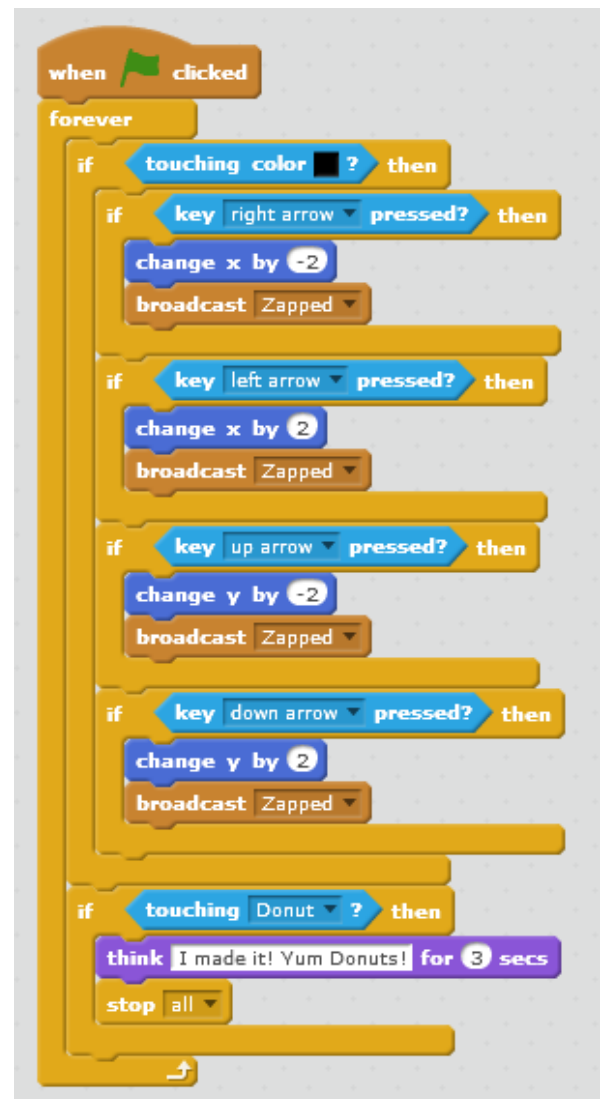 when clicked
forever
if touching color ? then
if key right arrow pressed? then
change x by -2
broadcast Zapped
if key left arrow pressed? then
change x by 2
broadcast Zapped
if key up arrow pressed? then
change y by -2
broadcast Zapped
if key down arrow pressed? then
change y by 2
broadcast Zapped
if touching Donut ? then
think I made it! Yum Donuts! for 3 secs
stop all